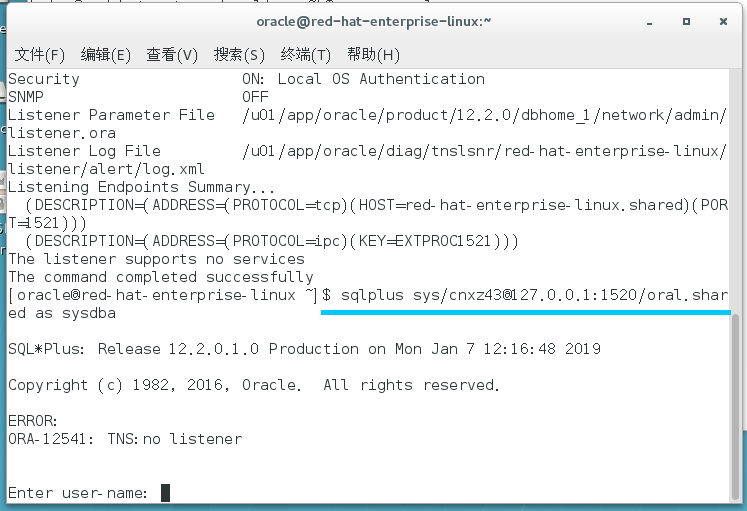 oracle@red-hat-enterprise-linux:~
文件(F) 编辑(E) 查看(V) 搜索(S) 终端(T) 帮助(H)
Security ON: Local OS Authentication
SNMP OFF
Listener Parameter File /u01/app/oracle/product/12.2.0/dbhome_1/network/admin/
listener.ora
Listener Log File /u01/app/oracle/diag/tnslsnr/red-hat-enterprise-linux/
listener/alert/log.xml
Listening Endpoints Summary...
(DESCRIPTION=(ADDRESS=(PROTOCOL=tcp)(HOST=red-hat-enterprise-linux.shared)(POR
T=1521)))
(DESCRIPTION=(ADDRESS=(PROTOCOL=ipc)(KEY=EXTPROC1521)))
The listener supports no services
The command completed successfully
[oracle@red-hat-enterprise-linux ~]$ sqlplus sys/cnxz43@127.0.0.1:1520/oral.shar
ed as sysdba
SQL*Plus: Release 12.2.0.1.0 Production on Mon Jan 7 12:16:48 2019
Copyright (c) 1982, 2016, Oracle. All rights reserved.
ERROR:
ORA-12541: TNS:no listener
Enter user-name: